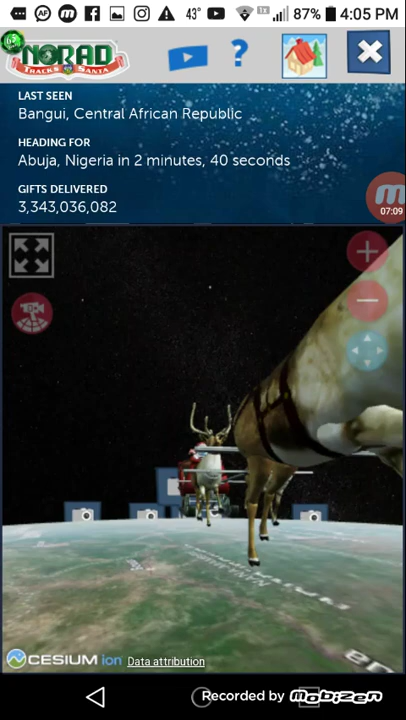 43° 1x 87% 4:05 PM
65
NORAD
TRACKS SANTA
?
LAST SEEN
Bangui, Central African Republic
HEADING FOR
Abuja, Nigeria in 2 minutes, 40 seconds
GIFTS DELIVERED
3,343,036,082
07:09
CESIUM ion Data attribution
Recorded by Mobizen